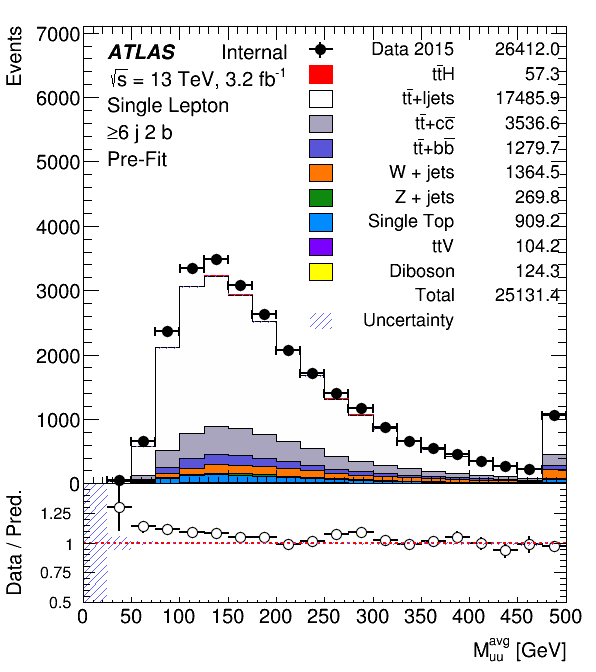 Events
7000
6000
5000
4000
3000
2000
1000
0
ATLAS Internal
√s = 13 TeV, 3.2 fb⁻¹
Single Lepton
≥6 j 2 b
Pre-Fit
Data 2015 26412.0
tt̄H 57.3
tt̄+ljets 17485.9
tt̄+cc̄ 3536.6
tt̄+bb̄ 1279.7
W + jets 1364.5
Z + jets 269.8
Single Top 909.2
ttV 104.2
Diboson 124.3
Total 25131.4
Uncertainty
Data / Pred.
1.25
1
0.75
0.5
0 50 100 150 200 250 300 350 400 450 500
M_uu^avg [GeV]